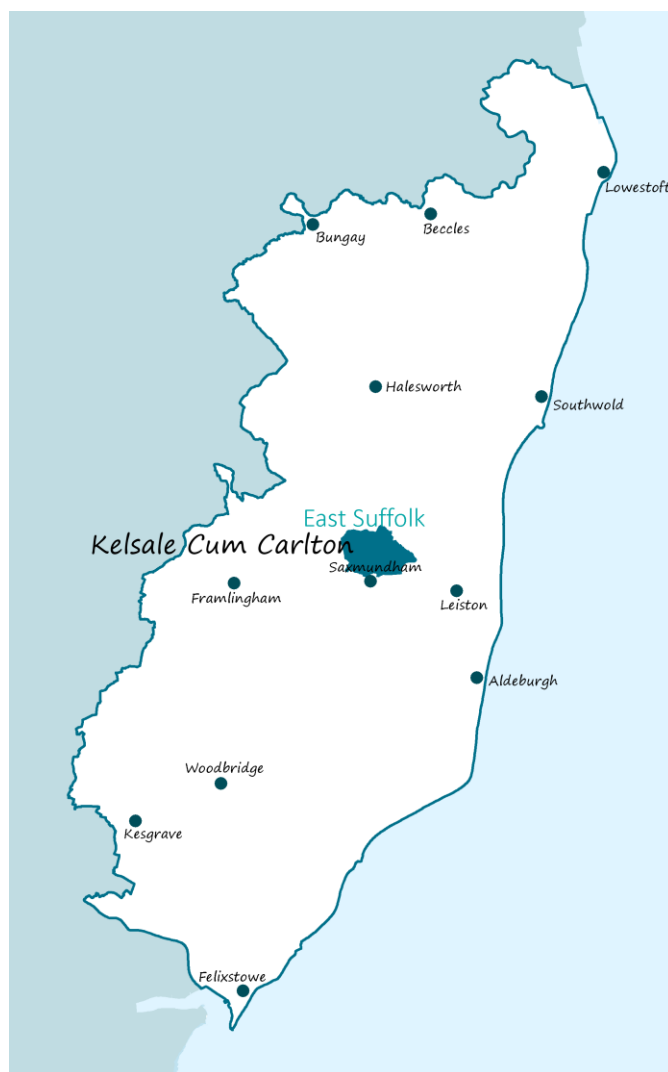 Lowestoft
Beccles
Bungay
Halesworth
Southwold
East Suffolk
Kelsale Cum Carlton
Saxmundham
Framlingham
Leiston
Aldeburgh
Woodbridge
Kesgrave
Felixstowe